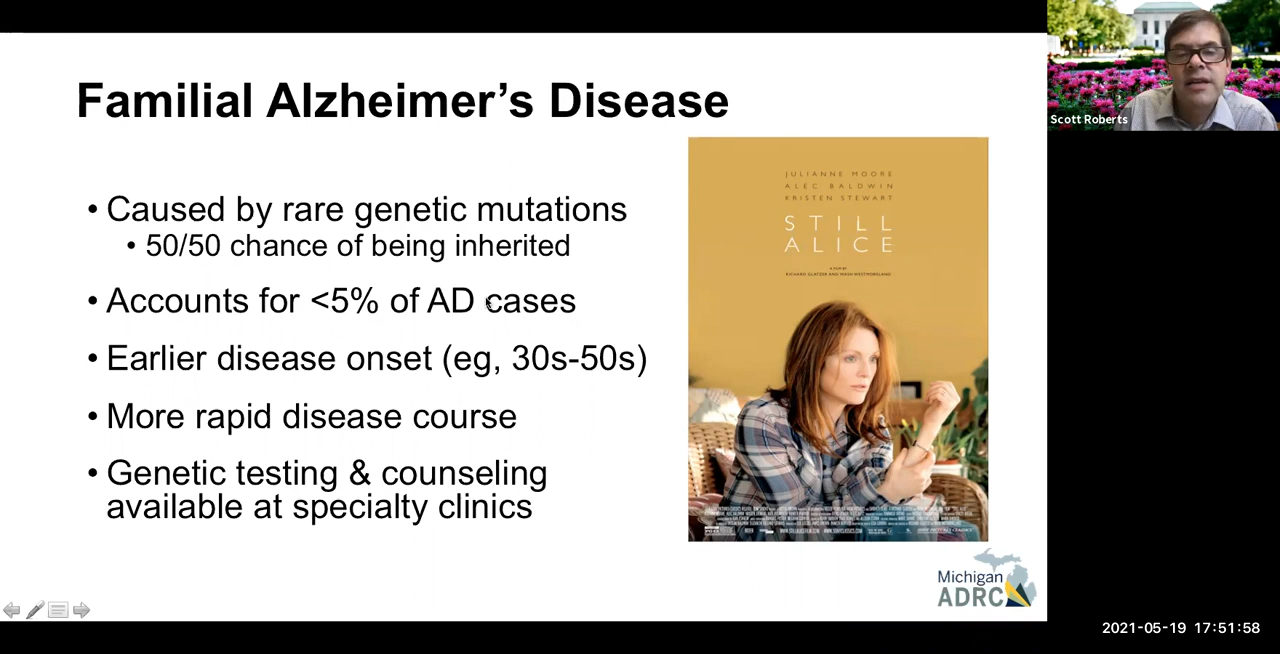 Familial Alzheimer's Disease
• Caused by rare genetic mutations
• 50/50 chance of being inherited
• Accounts for <5% of AD cases
• Earlier disease onset (eg, 30s-50s)
• More rapid disease course
• Genetic testing & counseling
available at specialty clinics
JULIANNE MOORE
ALEC BALDWIN
KRISTEN STEWART
STILL
ALICE
A FILM BY
RICHARD GLATZER AND WASH WESTMORELAND
Michigan
ADRC
Scott Roberts
2021-05-19 17:51:58